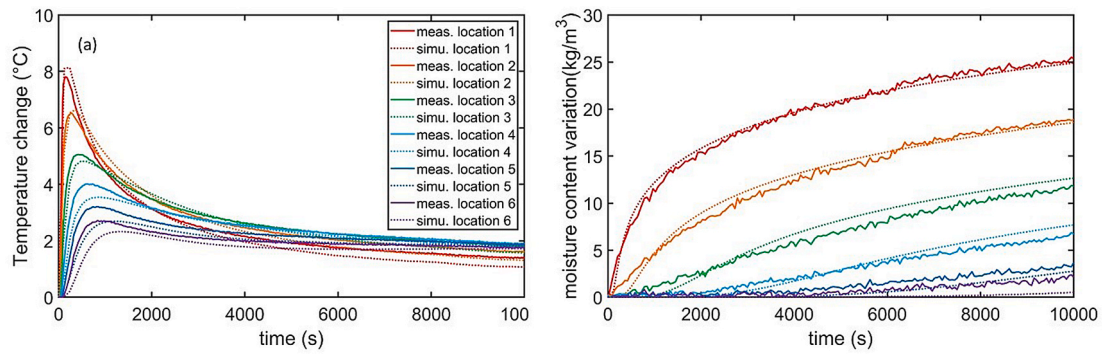 10
8
6
4
2
0
Temperature change (°C)
(a)
meas. location 1
simu. location 1
meas. location 2
simu. location 2
meas. location 3
simu. location 3
meas. location 4
simu. location 4
meas. location 5
simu. location 5
meas. location 6
simu. location 6
0 2000 4000 6000 8000 100
time (s)
30
25
20
15
10
5
0
moisture content variation(kg/m³)
0 2000 4000 6000 8000 10000
time (s)